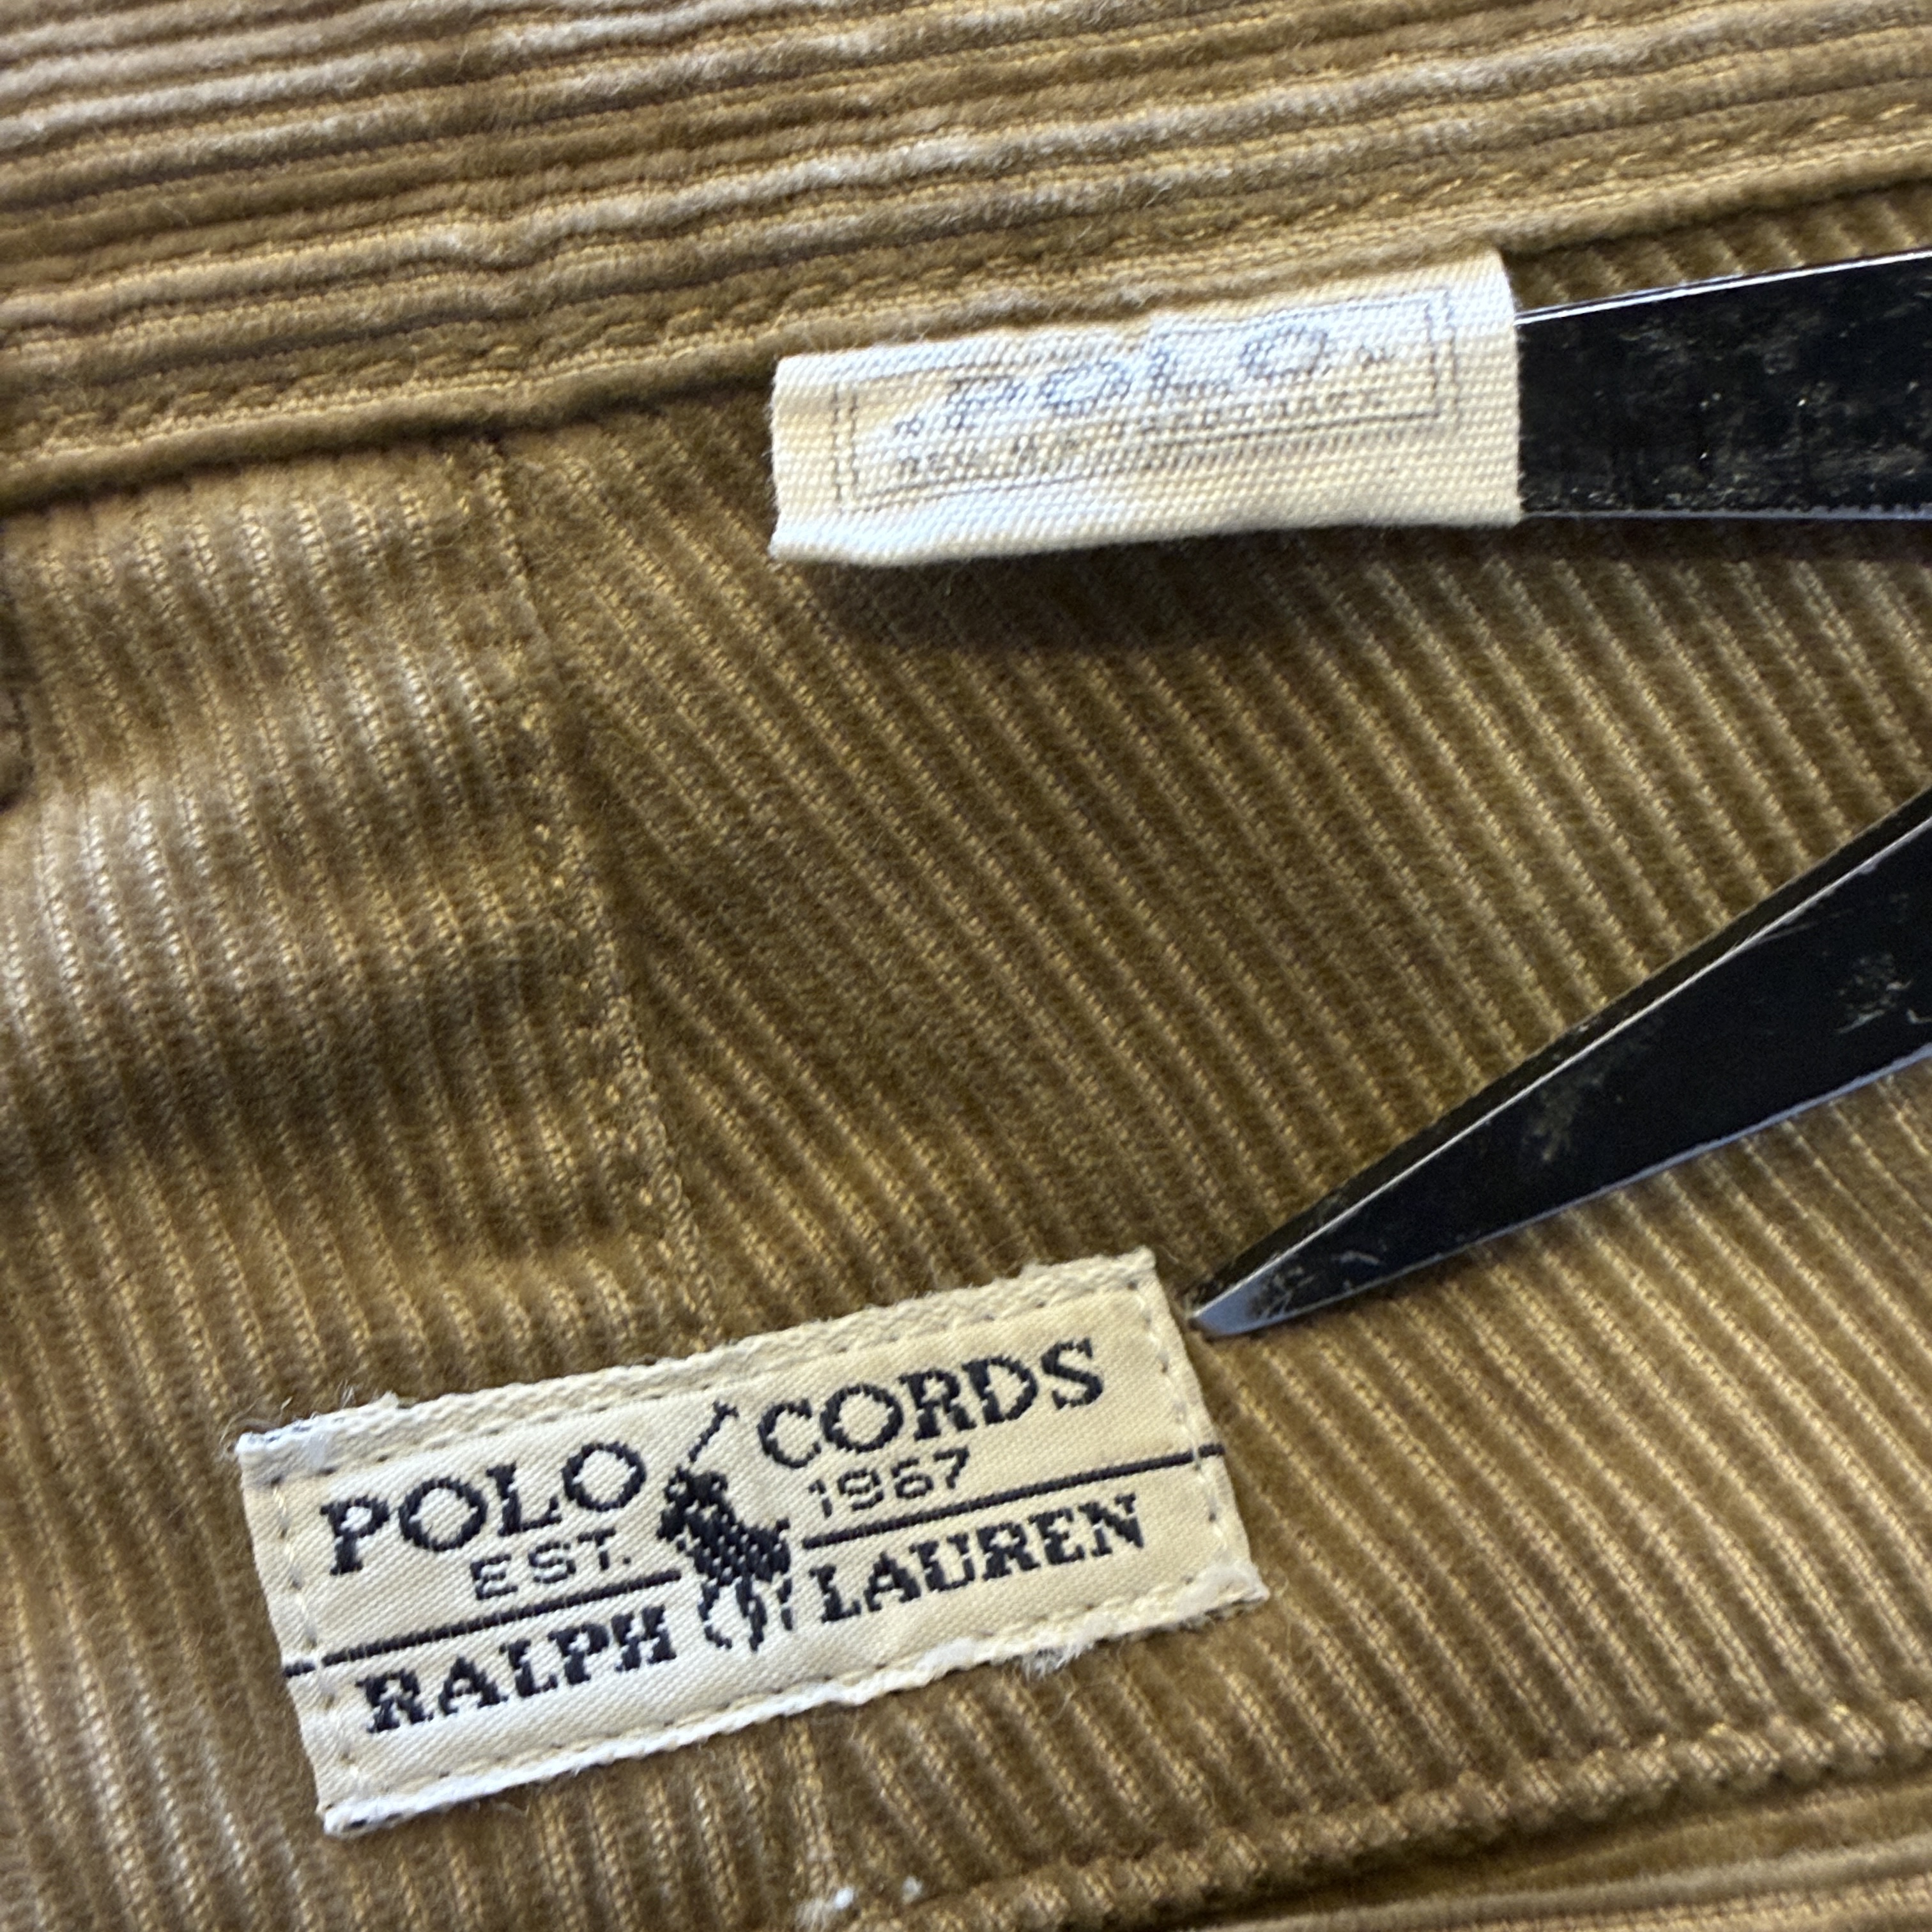 POLO
POLO CORDS
EST. 1967
RALPH LAUREN